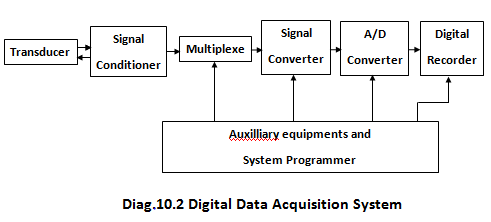 Transducer
Signal
Conditioner
Multiplexe
Signal
Converter
A/D
Converter
Digital
Recorder
Auxilliary equipments and
System Programmer
Diag.10.2 Digital Data Acquisition System